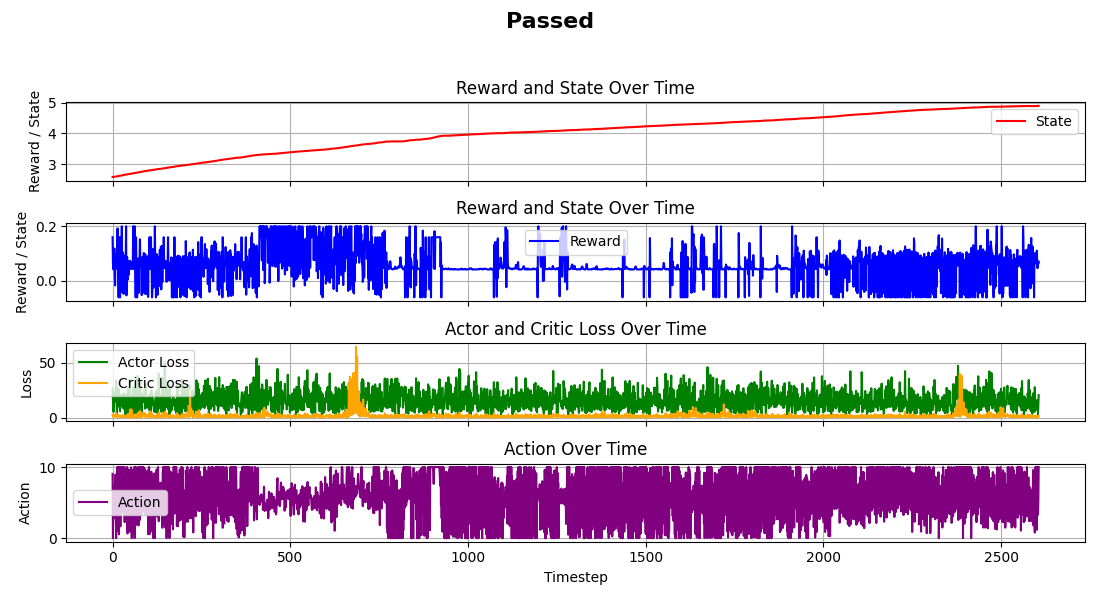 Passed
Reward and State Over Time
Reward / State
5
4
3
State
Reward and State Over Time
Reward / State
0.2
0.0
Reward
Actor and Critic Loss Over Time
Loss
50
0
Actor Loss
Critic Loss
Action Over Time
Action
10
0
Action
0 500 1000 1500 2000 2500
Timestep